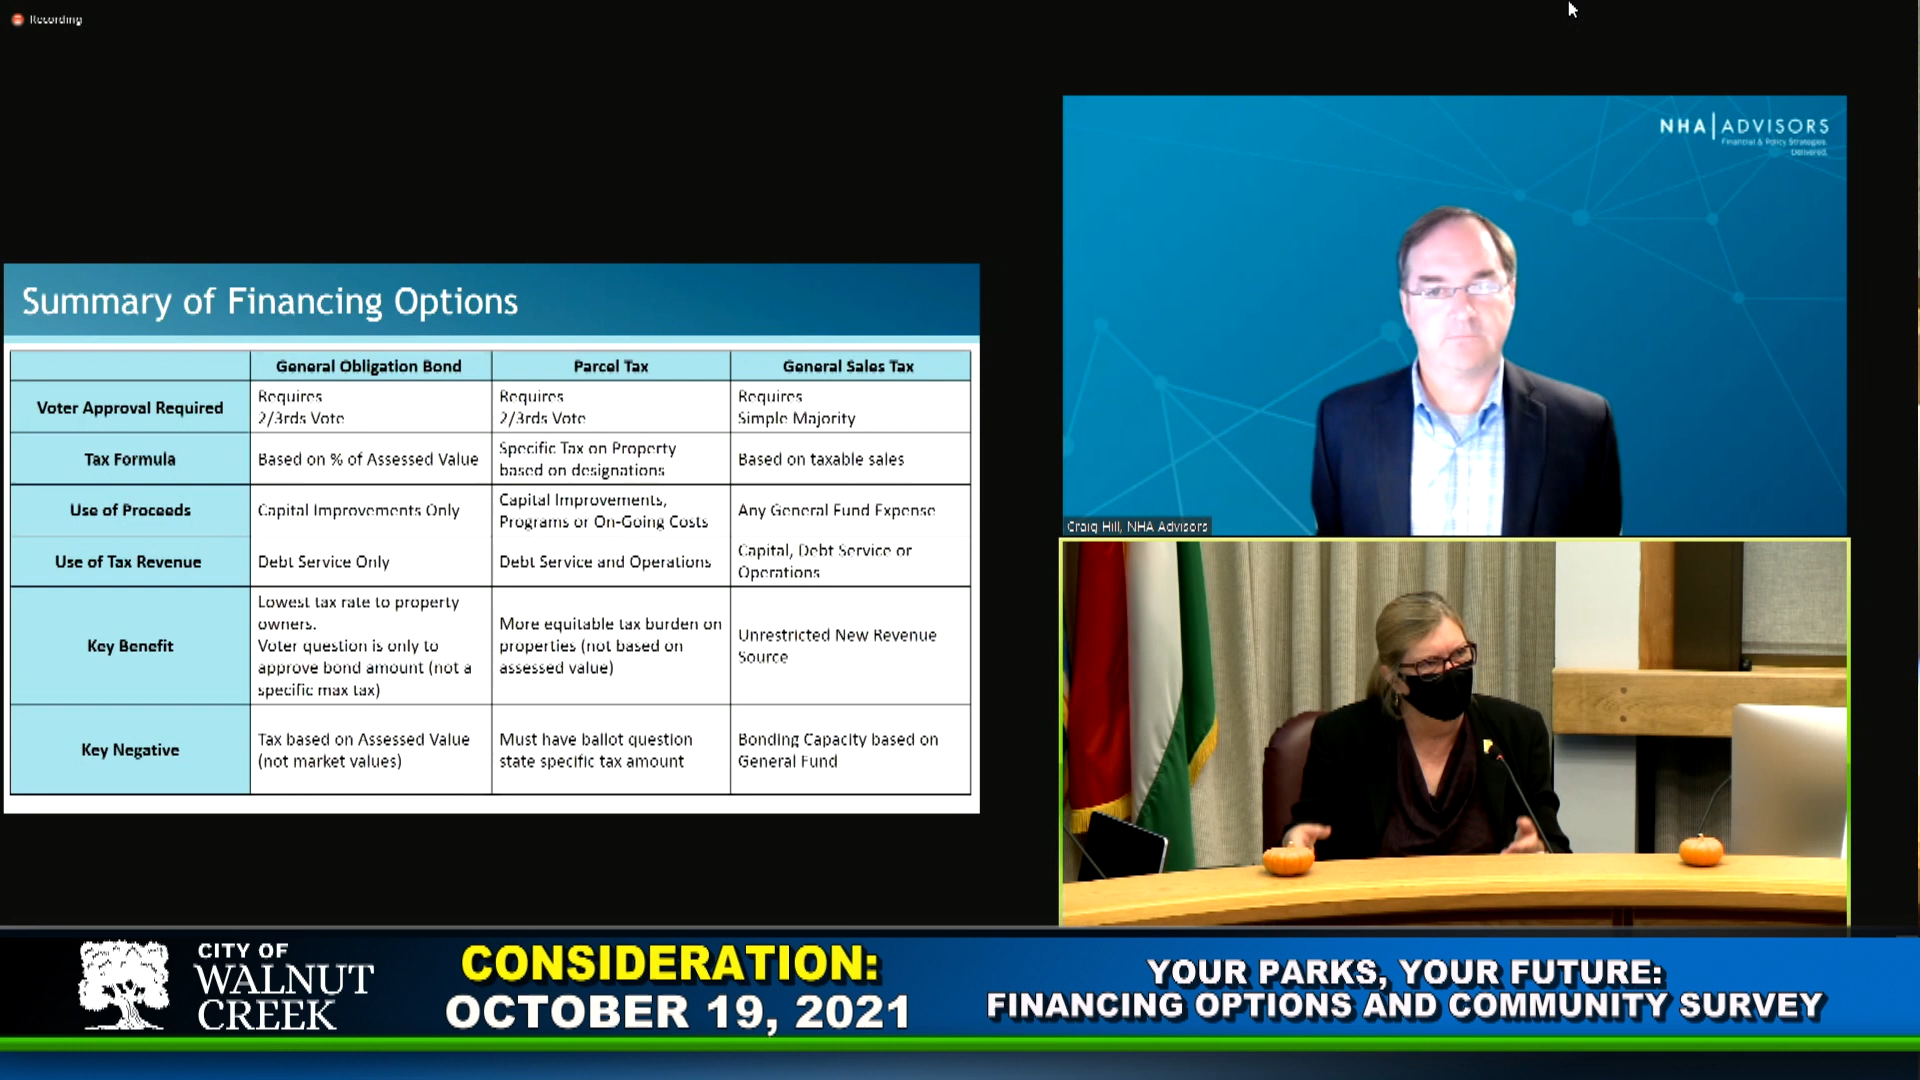 Recording
Summary of Financing Options
General Obligation Bond
Parcel Tax
General Sales Tax
Voter Approval Required
Requires
2/3rds Vote
Requires
2/3rds Vote
Requires
Simple Majority
Tax Formula
Based on % of Assessed Value
Specific Tax on Property
based on designations
Based on taxable sales
Use of Proceeds
Capital Improvements Only
Capital Improvements,
Programs or On-Going Costs
Any General Fund Expense
Use of Tax Revenue
Debt Service Only
Debt Service and Operations
Capital, Debt Service or
Operations
Key Benefit
Lowest tax rate to property
owners.
Voter question is only to
approve bond amount (not a
specific max tax)
More equitable tax burden on
properties (not based on
assessed value)
Unrestricted New Revenue
Source
Key Negative
Tax based on Assessed Value
(not market values)
Must have ballot question
state specific tax amount
Bonding Capacity based on
General Fund
NHA|ADVISORS
Financial & Policy Strategies.
Delivered.
Craig Hill, NHA Advisors
CITY OF
WALNUT
CREEK
CONSIDERATION:
OCTOBER 19, 2021
YOUR PARKS, YOUR FUTURE:
FINANCING OPTIONS AND COMMUNITY SURVEY